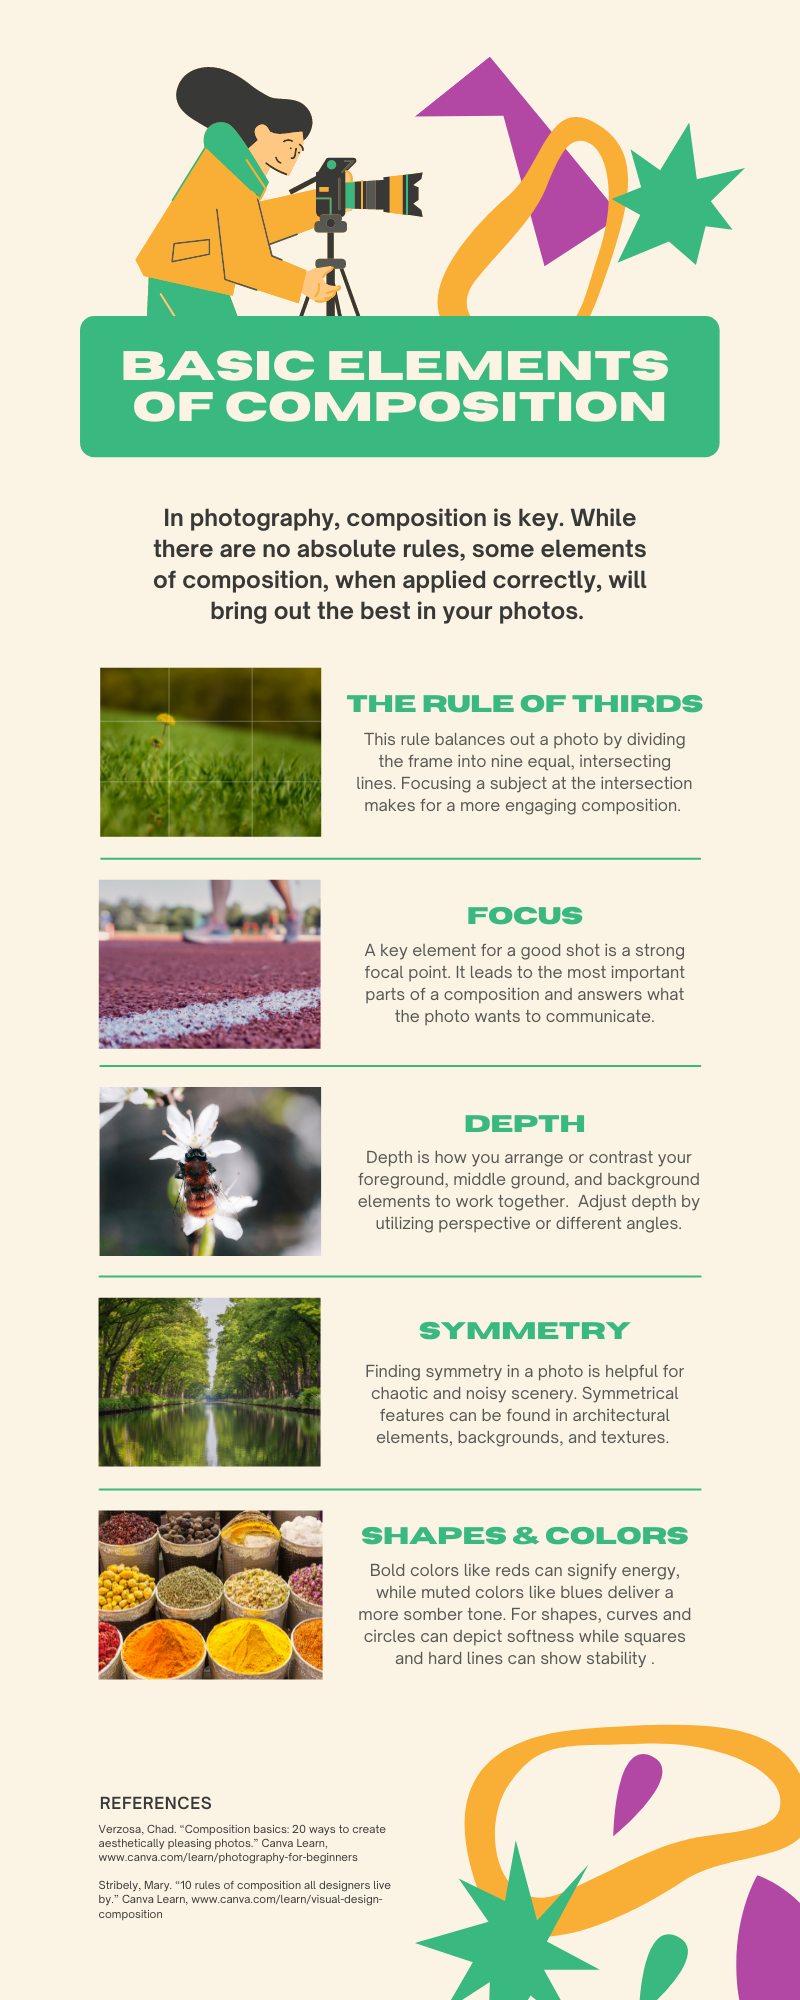 BASIC ELEMENTS
OF COMPOSITION
In photography, composition is key. While
there are no absolute rules, some elements
of composition, when applied correctly, will
bring out the best in your photos.
THE RULE OF THIRDS
This rule balances out a photo by dividing
the frame into nine equal, intersecting
lines. Focusing a subject at the intersection
makes for a more engaging composition.
FOCUS
A key element for a good shot is a strong
focal point. It leads to the most important
parts of a composition and answers what
the photo wants to communicate.
DEPTH
Depth is how you arrange or contrast your
foreground, middle ground, and background
elements to work together.  Adjust depth by
utilizing perspective or different angles.
SYMMETRY
Finding symmetry in a photo is helpful for
chaotic and noisy scenery. Symmetrical
features can be found in architectural
elements, backgrounds, and textures.
SHAPES & COLORS
Bold colors like reds can signify energy,
while muted colors like blues deliver a
more somber tone. For shapes, curves and
circles can depict softness while squares
and hard lines can show stability .
REFERENCES
Verzosa, Chad. “Composition basics: 20 ways to create
aesthetically pleasing photos.” Canva Learn,
www.canva.com/learn/photography-for-beginners
Stribely, Mary. “10 rules of composition all designers live
by.” Canva Learn, www.canva.com/learn/visual-design-
composition